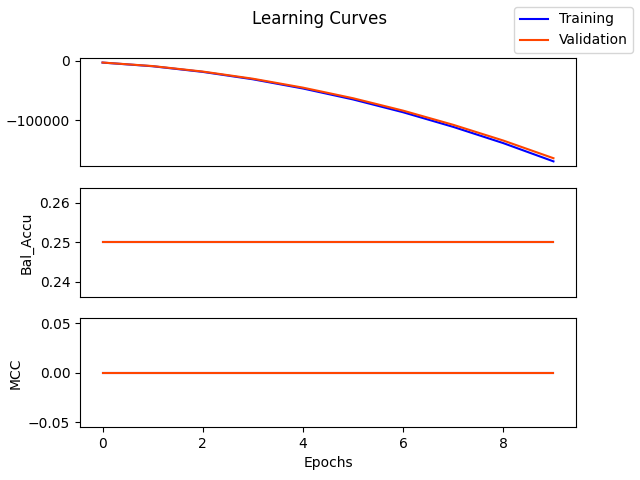 Learning Curves
Training
Validation
0
−100000
0.26
0.25
0.24
Bal_Accu
0.05
0.00
−0.05
MCC
0 2 4 6 8
Epochs